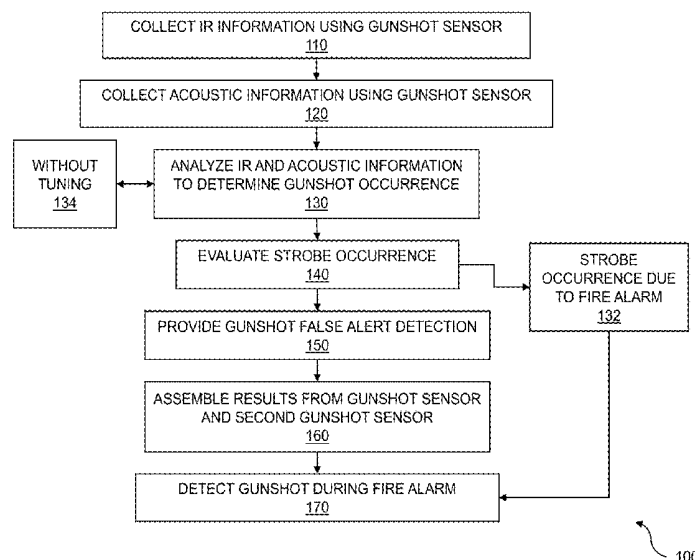 COLLECT IR INFORMATION USING GUNSHOT SENSOR
110
COLLECT ACOUSTIC INFORMATION USING GUNSHOT SENSOR
120
WITHOUT
TUNING
134
ANALYZE IR AND ACOUSTIC INFORMATION
TO DETERMINE GUNSHOT OCCURRENCE
130
EVALUATE STROBE OCCURRENCE
140
STROBE
OCCURRENCE DUE
TO FIRE ALARM
132
PROVIDE GUNSHOT FALSE ALERT DETECTION
150
ASSEMBLE RESULTS FROM GUNSHOT SENSOR
AND SECOND GUNSHOT SENSOR
160
DETECT GUNSHOT DURING FIRE ALARM
170
100